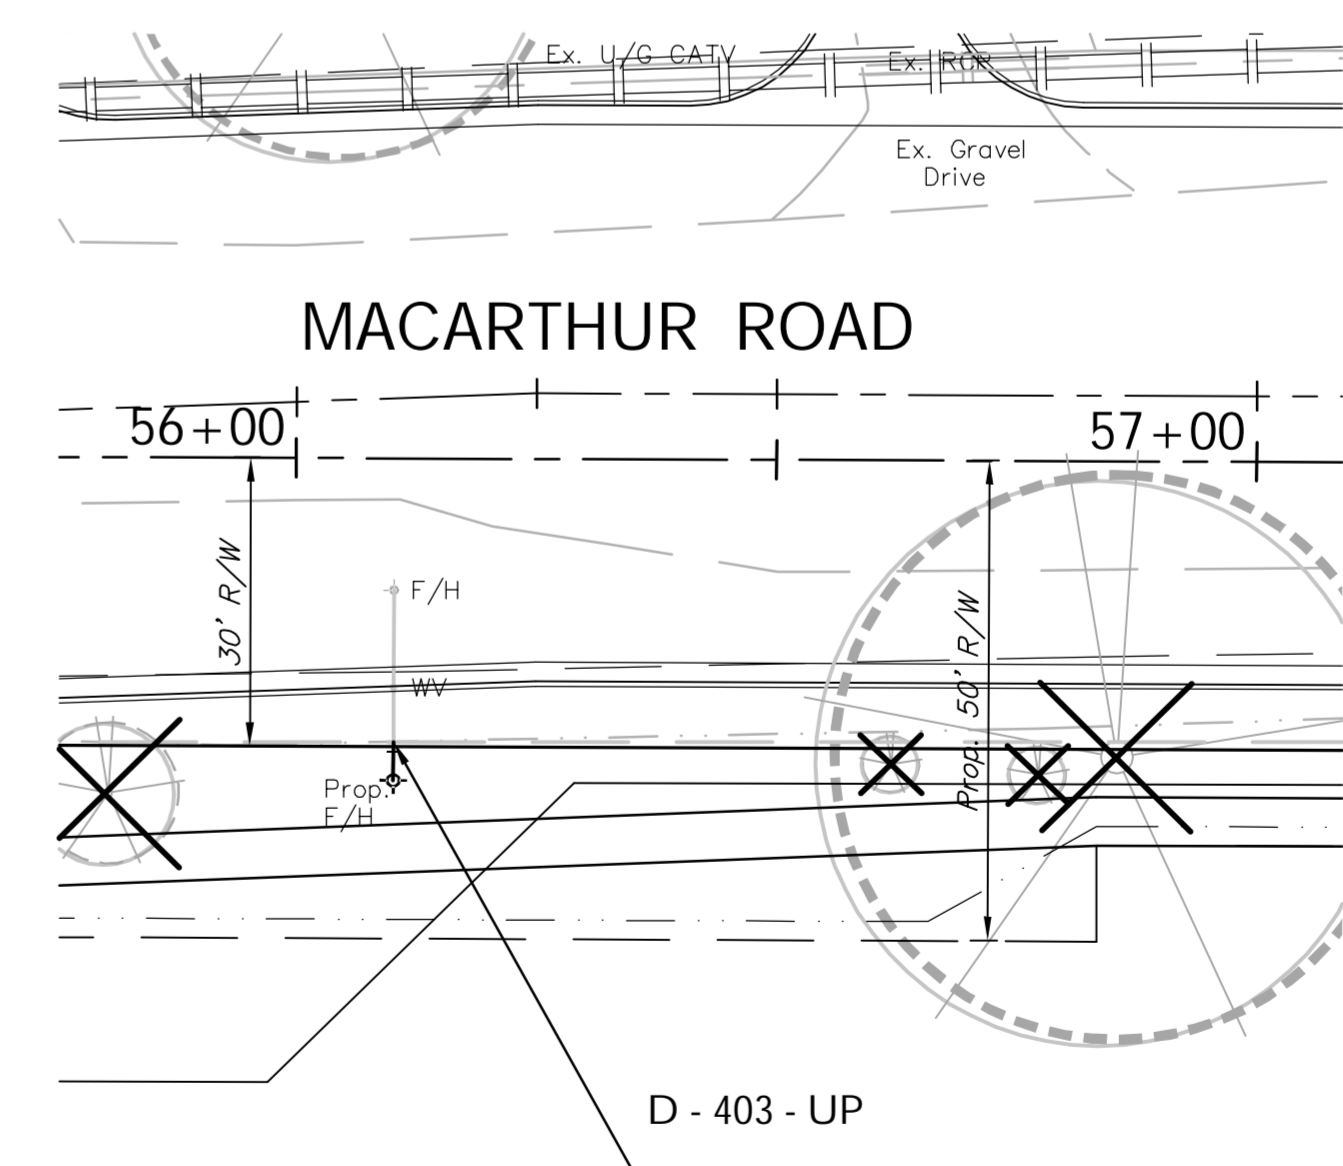 Ex. U/G CATV
Ex. RCP
Ex. Gravel
Drive
MACARTHUR ROAD
56+00
57+00
30' R/W
F/H
Prop. 50' R/W
WV
Prop.
F/H
D - 403 - UP